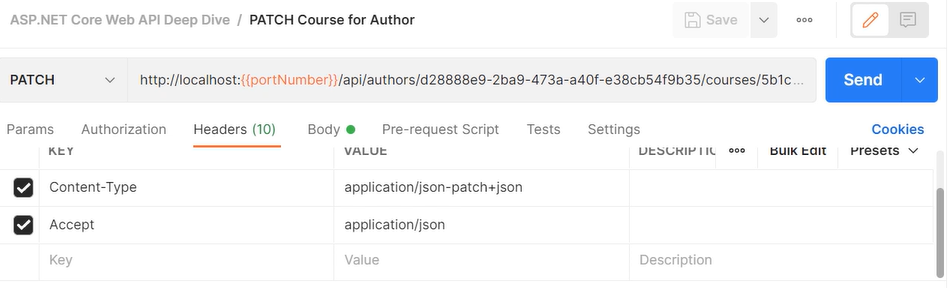 ASP.NET Core Web API Deep Dive / PATCH Course for Author Save ooo
PATCH http://localhost:{{portNumber}}/api/authors/d28888e9-2ba9-473a-a40f-e38cb54f9b35/courses/5b1c... Send
Params Authorization Headers (10) Body Pre-request Script Tests Settings Cookies
KEY VALUE DESCRIPTIC ooo Bulk Edit Presets
Content-Type application/json-patch+json
Accept application/json
Key Value Description